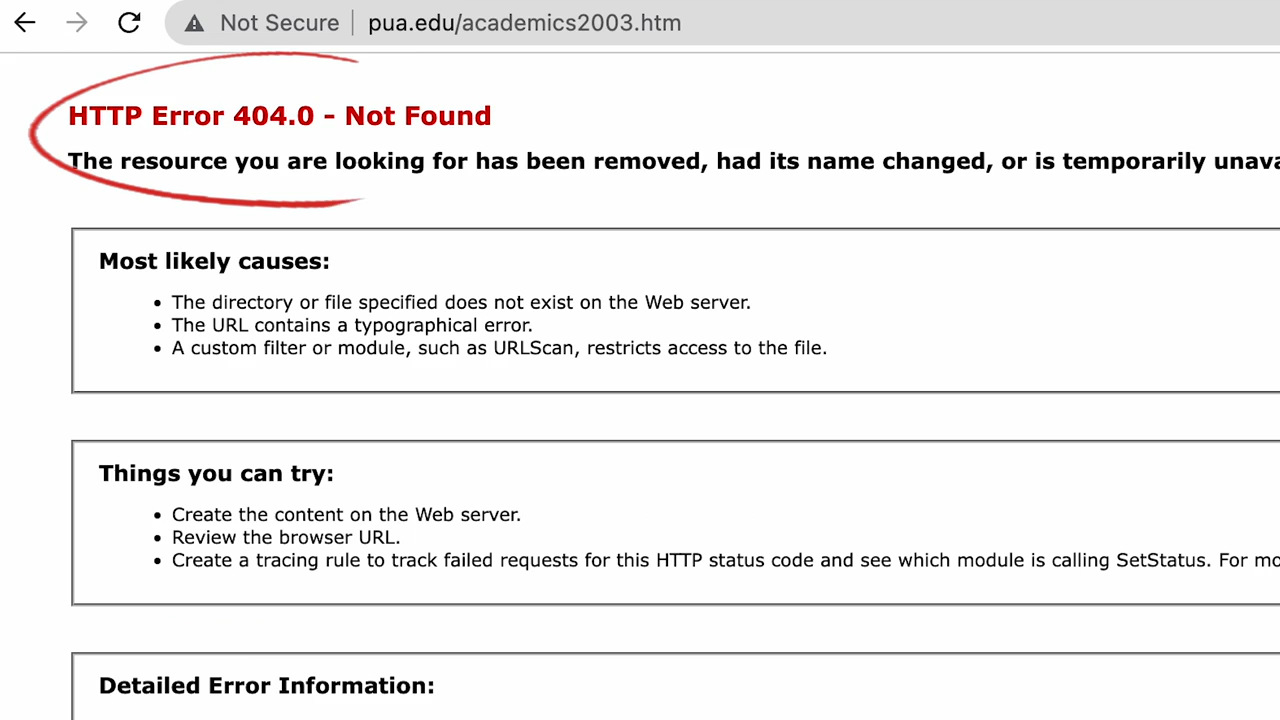 Not Secure pua.edu/academics2003.htm
HTTP Error 404.0 - Not Found
The resource you are looking for has been removed, had its name changed, or is temporarily
Most likely causes:
• The directory or file specified does not exist on the Web server.
• The URL contains a typographical error.
• A custom filter or module, such as URLScan, restricts access to the file.
Things you can try:
• Create the content on the Web server.
• Review the browser URL.
• Create a tracing rule to track failed requests for this HTTP status code and see which module is calling SetStatus. For
Detailed Error Information: